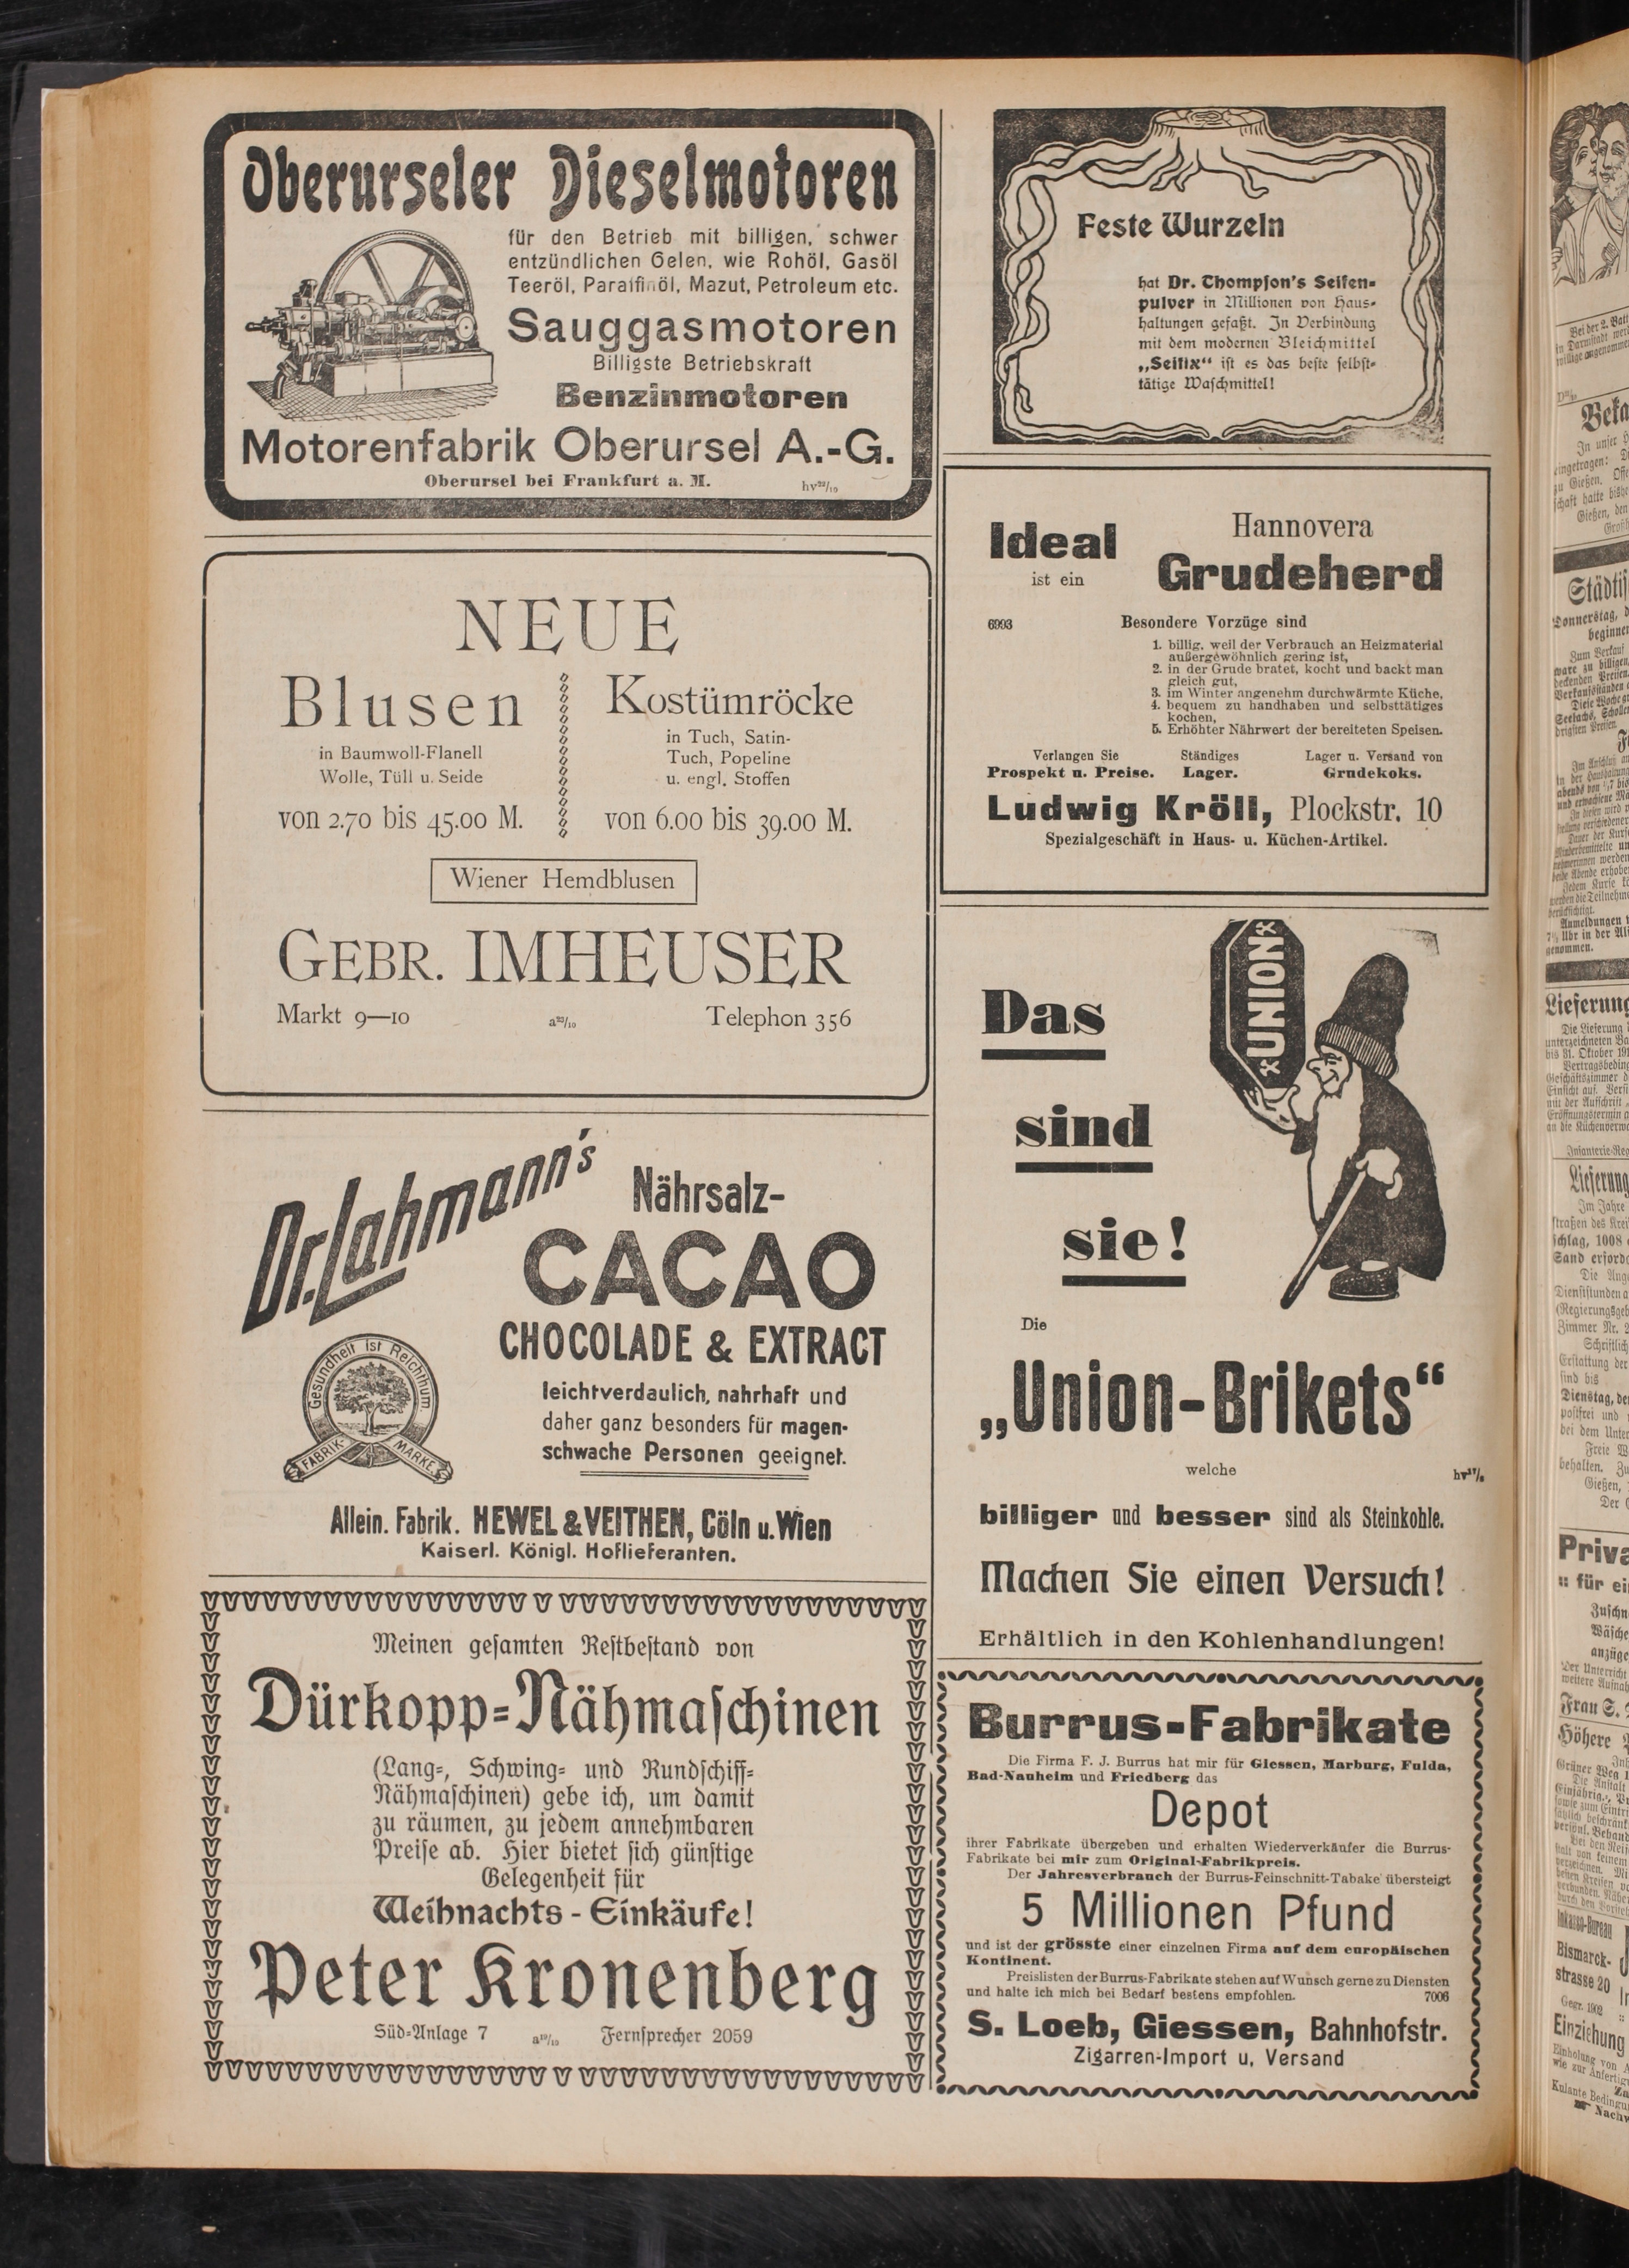 Oberurseler Dieselmotoren
für den Betrieb mit billigen, schwer
entzündlichen Oelen, wie Rohöl, Gasöl
Teeröl, Paraffinöl, Mazut, Petroleum etc.
Sauggasmotoren
Billigste Betriebskraft
Benzinmotoren
Motorenfabrik Oberursel A.-G.
Oberursel bei Frankfurt a. M.
NEUE
Blusen
in Baumwoll-Flanell
Wolle, Tüll u. Seide
von 2.70 bis 45.00 M.
Kostümröcke
in Tuch, Satin-
Tuch, Popeline
u. engl. Stoffen
von 6.00 bis 39.00 M.
Wiener Hemdblusen
GEBR. IMHEUSER
Markt 9—10 a²²/₁₀ Telephon 356
Dr. Lahmann's
Nährsalz-
CACAO
CHOCOLADE & EXTRACT
Gesundheit ist Reichthum.
FABRIK- MARKE.
leichtverdaulich, nahrhaft und
daher ganz besonders für magen-
schwache Personen geeignet.
Allein. Fabrik. HEWEL & VEITHEN, Cöln u. Wien
Kaiserl. Königl. Hoflieferanten.
Meinen gesamten Restbestand von
Dürkopp-Nähmaschinen
(Lang-, Schwing- und Rundschiff-
Nähmaschinen) gebe ich, um damit
zu räumen, zu jedem annehmbaren
Preise ab. Hier bietet sich günstige
Gelegenheit für
Weihnachts-Einkäufe!
Peter Kronenberg
Süd-Anlage 7 a¹⁹/₁₀ Fernsprecher 2059
Feste Wurzeln
hat Dr. Thompson's Seifen-
pulver in Millionen von Haus-
haltungen gefaßt. In Verbindung
mit dem modernen Bleichmittel
„Seifix“ ist es das beste selbst-
tätige Waschmittel!
Ideal
ist ein
Hannovera
Grudeherd
6993 Besondere Vorzüge sind
1. billig, weil der Verbrauch an Heizmaterial
außergewöhnlich gering ist,
2. in der Grude bratet, kocht und backt man
gleich gut,
3. im Winter angenehm durchwärmte Küche,
4. bequem zu handhaben und selbsttätiges
kochen,
5. Erhöhter Nährwert der bereiteten Speisen.
Verlangen Sie
Prospekt u. Preise.
Ständiges
Lager.
Lager u. Versand von
Grudekoks.
Ludwig Kröll, Plockstr. 10
Spezialgeschäft in Haus- u. Küchen-Artikel.
UNION
Das
sind
sie!
Die
„Union-Brikets“
welche
billiger und besser sind als Steinkohle.
Machen Sie einen Versuch!
Erhältlich in den Kohlenhandlungen!
Burrus-Fabrikate
Die Firma F. J. Burrus hat mir für Giessen, Marburg, Fulda,
Bad-Nauheim und Friedberg das
Depot
ihrer Fabrikate übergeben und erhalten Wiederverkäufer die Burrus-
Fabrikate bei mir zum Original-Fabrikpreis.
Der Jahresverbrauch der Burrus-Feinschnitt-Tabake übersteigt
5 Millionen Pfund
und ist der grösste einer einzelnen Firma auf dem europäischen
Kontinent.
Preislisten der Burrus-Fabrikate stehen auf Wunsch gerne zu Diensten
und halte ich mich bei Bedarf bestens empfohlen. 7006
S. Loeb, Giessen, Bahnhofstr.
Zigarren-Import u. Versand